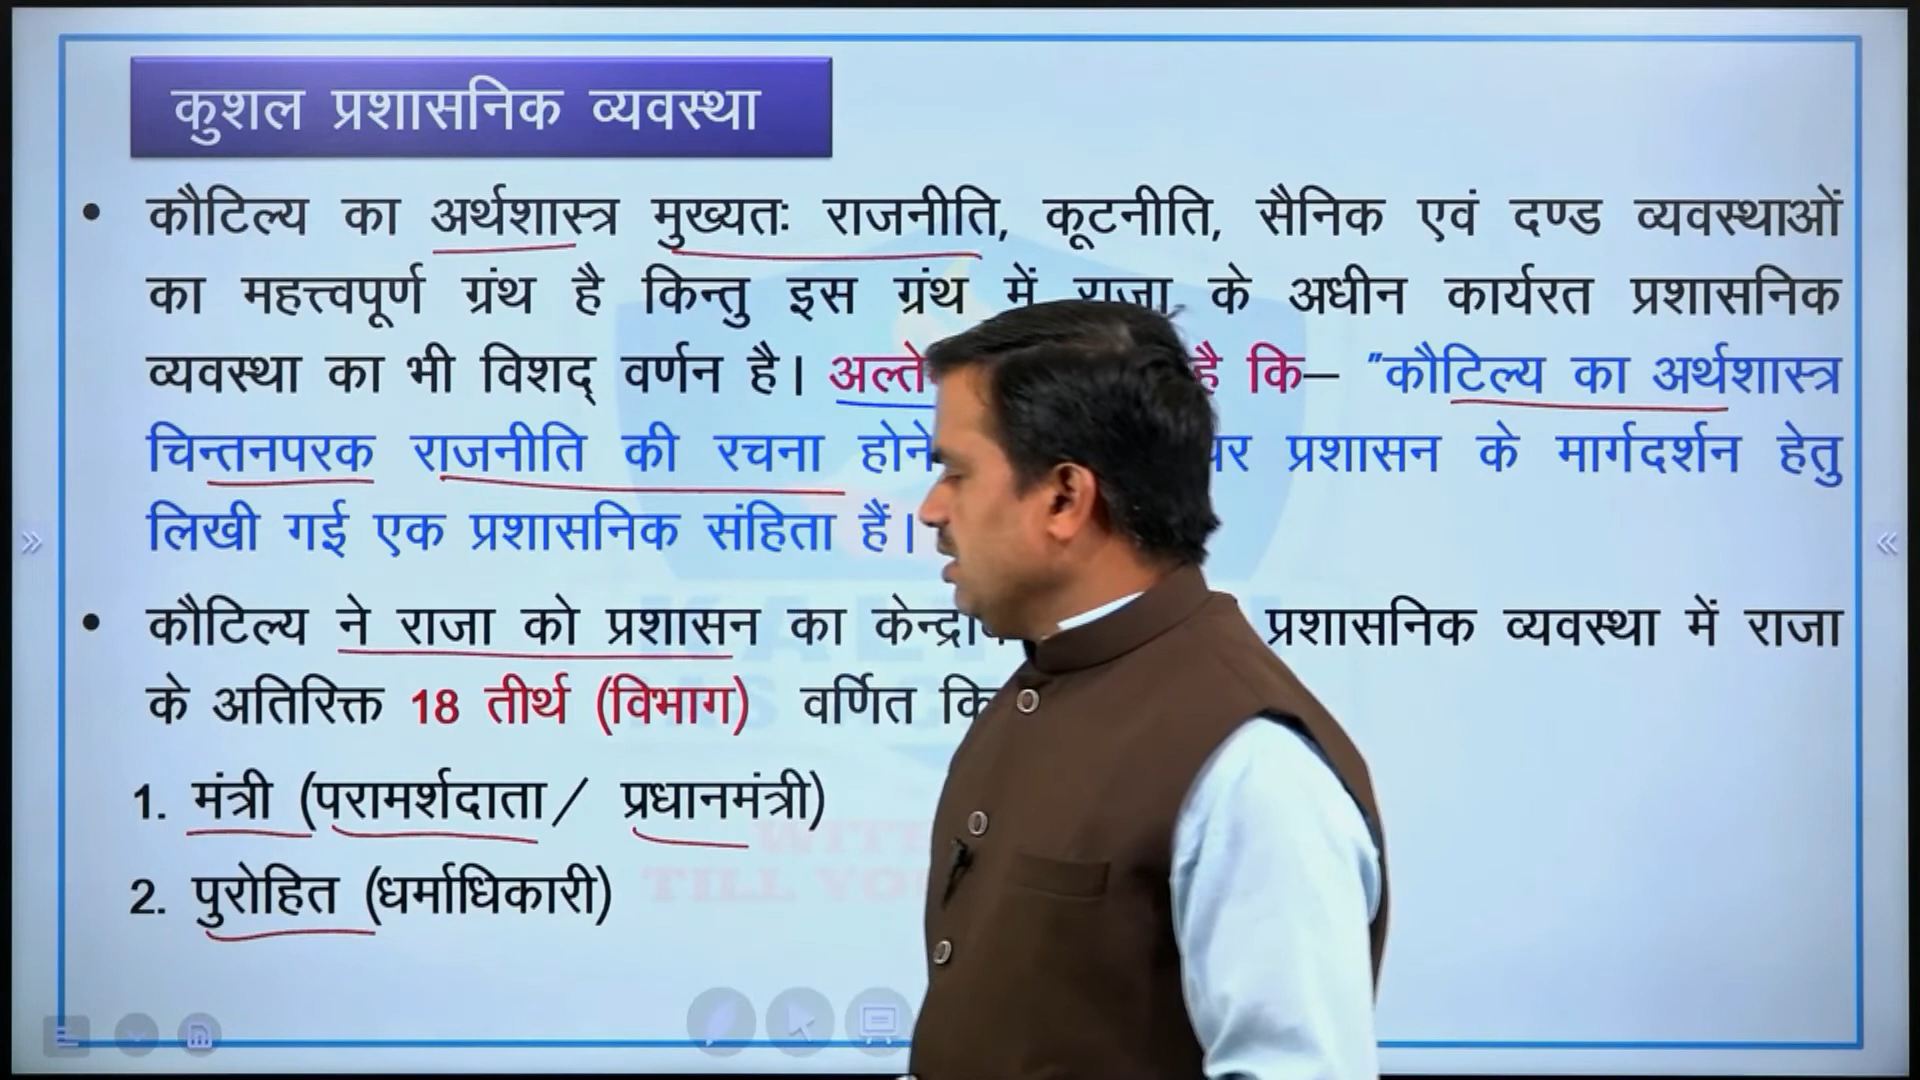 कुशल प्रशासनिक व्यवस्था
• कौटिल्य का अर्थशास्त्र मुख्यतः राजनीति, कूटनीति, सैनिक एवं दण्ड व्यवस्थाओं
का महत्त्वपूर्ण ग्रंथ है किन्तु इस ग्रंथ में राजा के अधीन कार्यरत प्रशासनिक
व्यवस्था का भी विशद् वर्णन है। है कि– "कौटिल्य का अर्थशास्त्र
चिन्तनपरक राजनीति की रचना होने प्रशासन के मार्गदर्शन हेतु
लिखी गई एक प्रशासनिक संहिता हैं।
• कौटिल्य ने राजा को प्रशासन का प्रशासनिक व्यवस्था में राजा
के अतिरिक्त 18 तीर्थ (विभाग) वर्णित
1. मंत्री (परामर्शदाता/ प्रधानमंत्री)
2. पुरोहित (धर्माधिकारी)